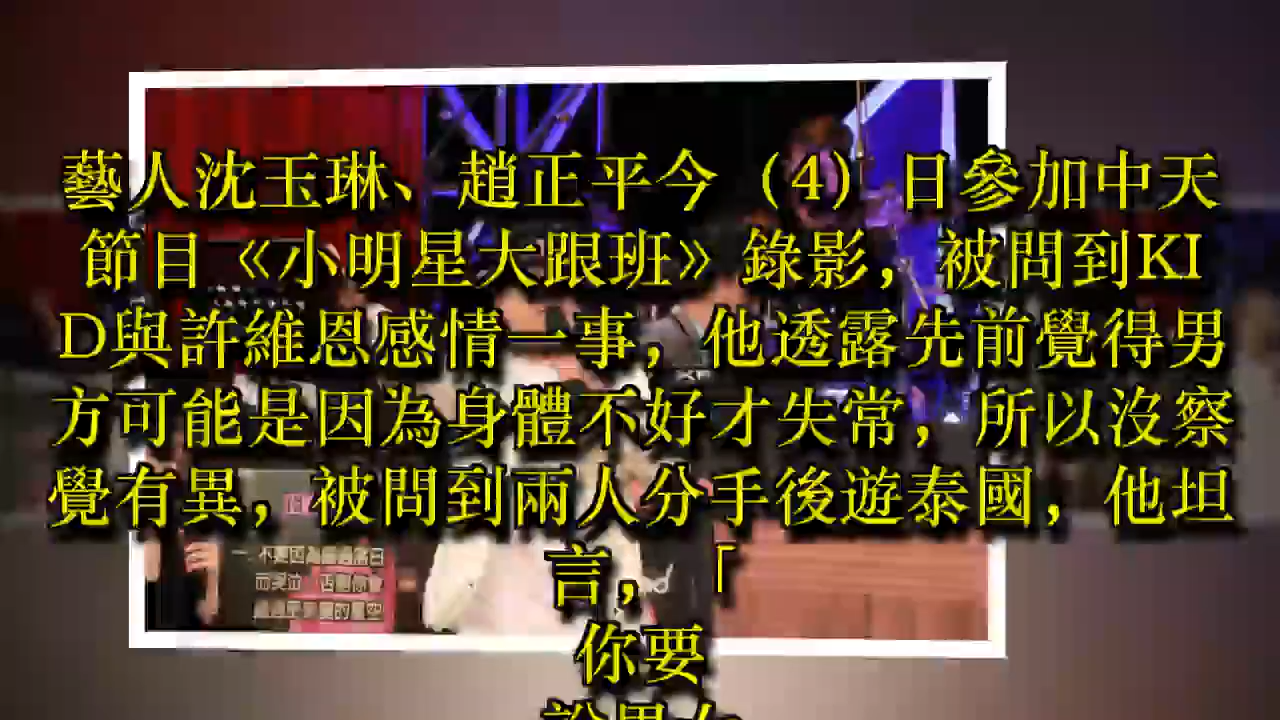 藝人沈玉琳、趙正平今（4）日參加中天
節目《小明星大跟班》錄影，被問到KI
D與許維恩感情一事，他透露先前覺得男
方可能是因為身體不好才失常，所以沒察
覺有異，被問到兩人分手後遊泰國，他坦
言，「
你要